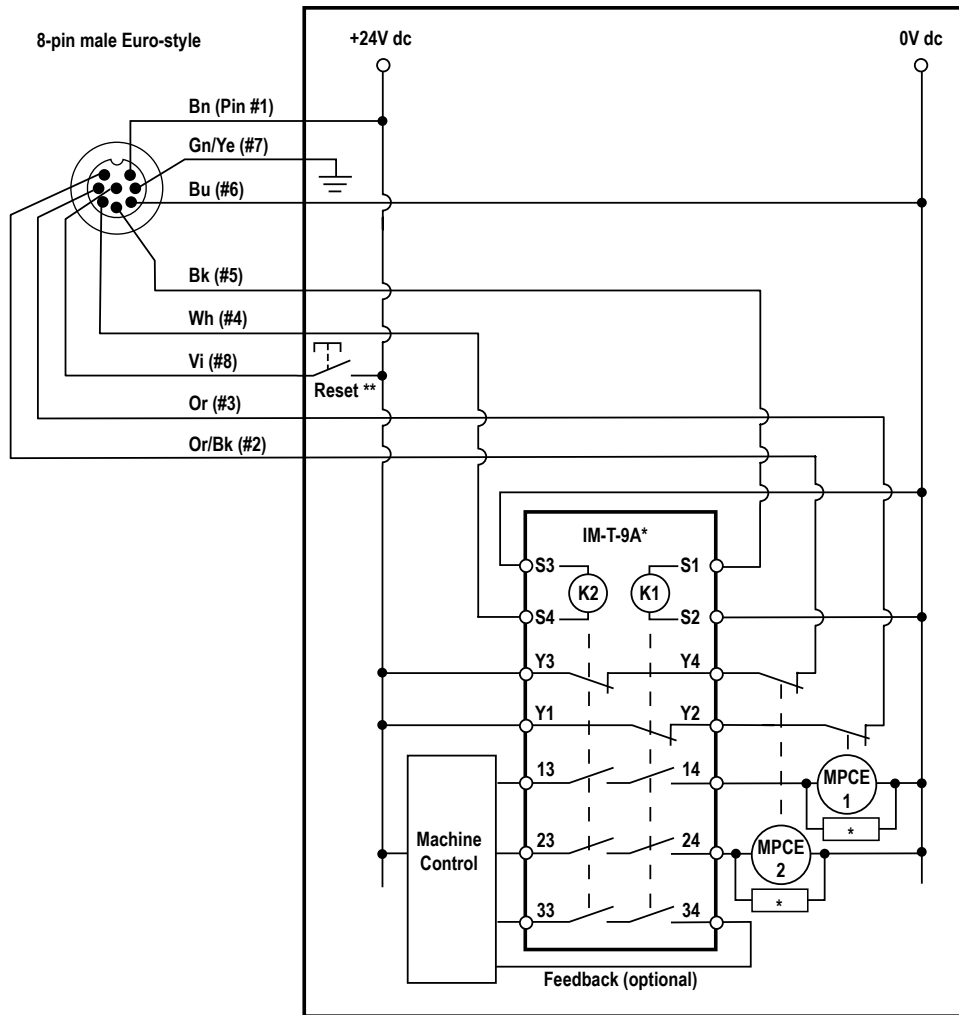 8-pin male Euro-style
+24V dc
0V dc
Bn (Pin #1)
Gn/Ye (#7)
Bu (#6)
Bk (#5)
Wh (#4)
Vi (#8)
Reset **
Or (#3)
Or/Bk (#2)
IM-T-9A*
S3
S1
K2
K1
S4
S2
Y3
Y4
Y1
Y2
13
14
MPCE
1
*
Machine
Control
23
24
MPCE
2
*
33
34
Feedback (optional)